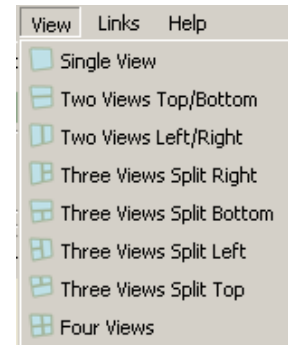 View Links Help
Single View
Two Views Top/Bottom
Two Views Left/Right
Three Views Split Right
Three Views Split Bottom
Three Views Split Left
Three Views Split Top
Four Views